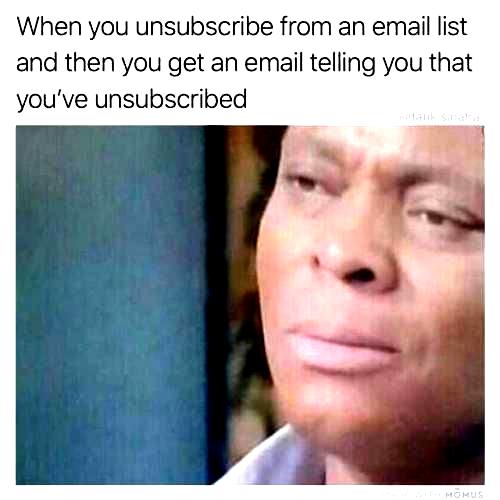 When you unsubscribe from an email list
and then you get an email telling you that
you've unsubscribed
MOMUS